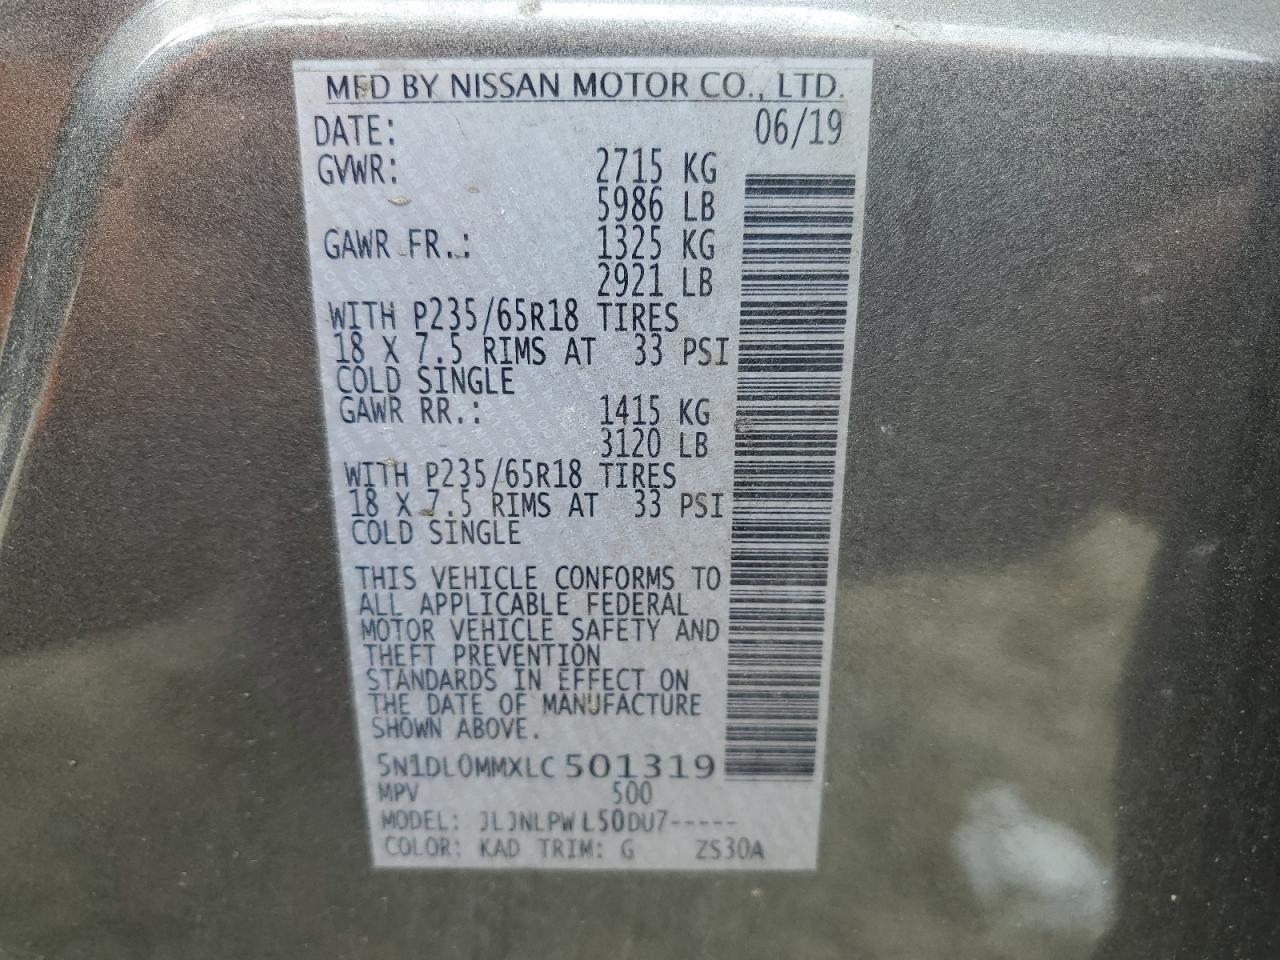 MFD BY NISSAN MOTOR CO., LTD.
DATE: 06/19
GVWR: 2715 KG
5986 LB
GAWR FR.: 1325 KG
2921 LB
WITH P235/65R18 TIRES
18 X 7.5 RIMS AT 33 PSI
COLD SINGLE
GAWR RR.: 1415 KG
3120 LB
WITH P235/65R18 TIRES
18 X 7.5 RIMS AT 33 PSI
COLD SINGLE
THIS VEHICLE CONFORMS TO
ALL APPLICABLE FEDERAL
MOTOR VEHICLE SAFETY AND
THEFT PREVENTION
STANDARDS IN EFFECT ON
THE DATE OF MANUFACTURE
SHOWN ABOVE.
5N1DL0MMXLC501319
MPV 500
MODEL: JLJNLPWL50DU7-----
COLOR: KAD TRIM: G ZS30A